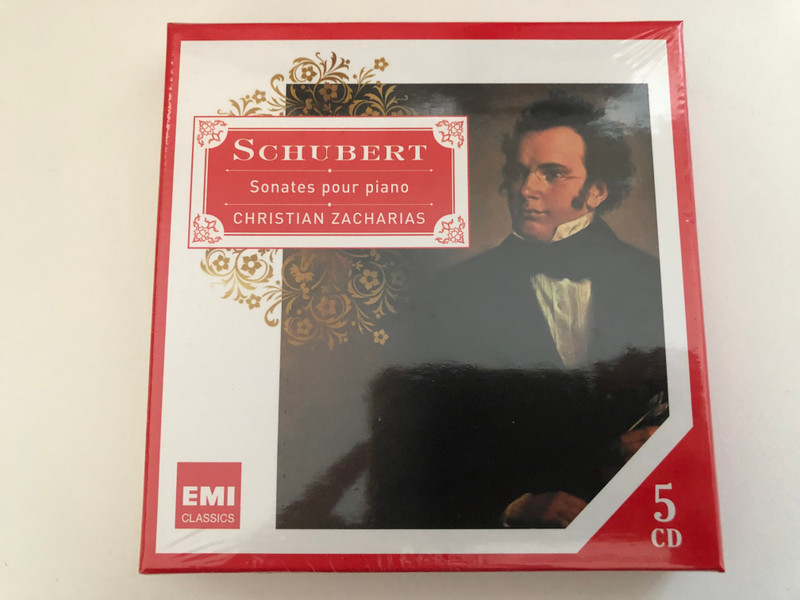 SCHUBERT
Sonates pour piano
CHRISTIAN ZACHARIAS
EMI
CLASSICS
5
CD